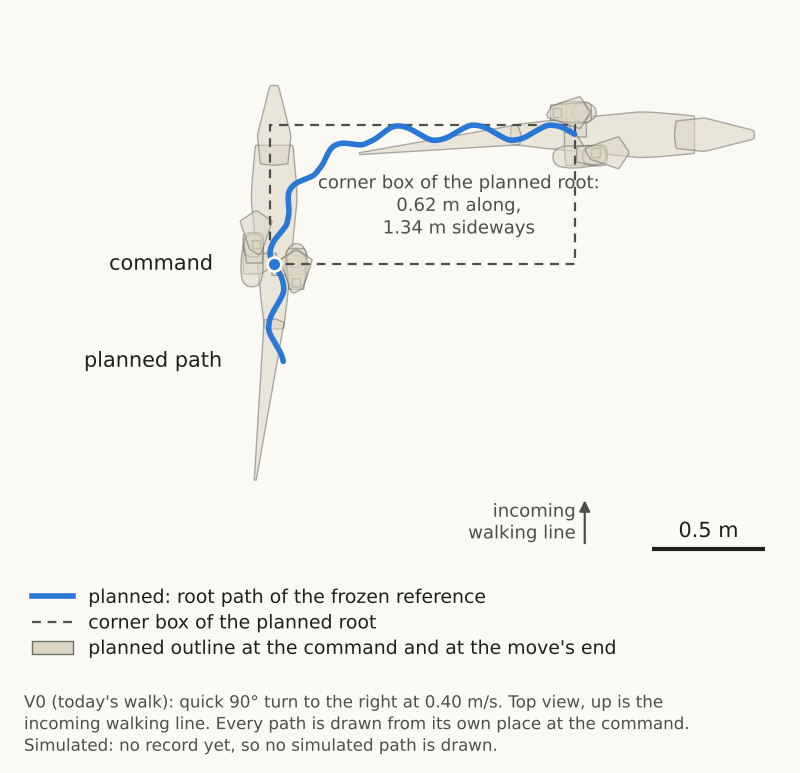 corner box of the planned root:
0.62 m along,
1.34 m sideways
command
planned path
incoming
walking line
0.5 m
planned: root path of the frozen reference
corner box of the planned root
planned outline at the command and at the move's end
V0 (today's walk): quick 90° turn to the right at 0.40 m/s. Top view, up is the
incoming walking line. Every path is drawn from its own place at the command.
Simulated: no record yet, so no simulated path is drawn.